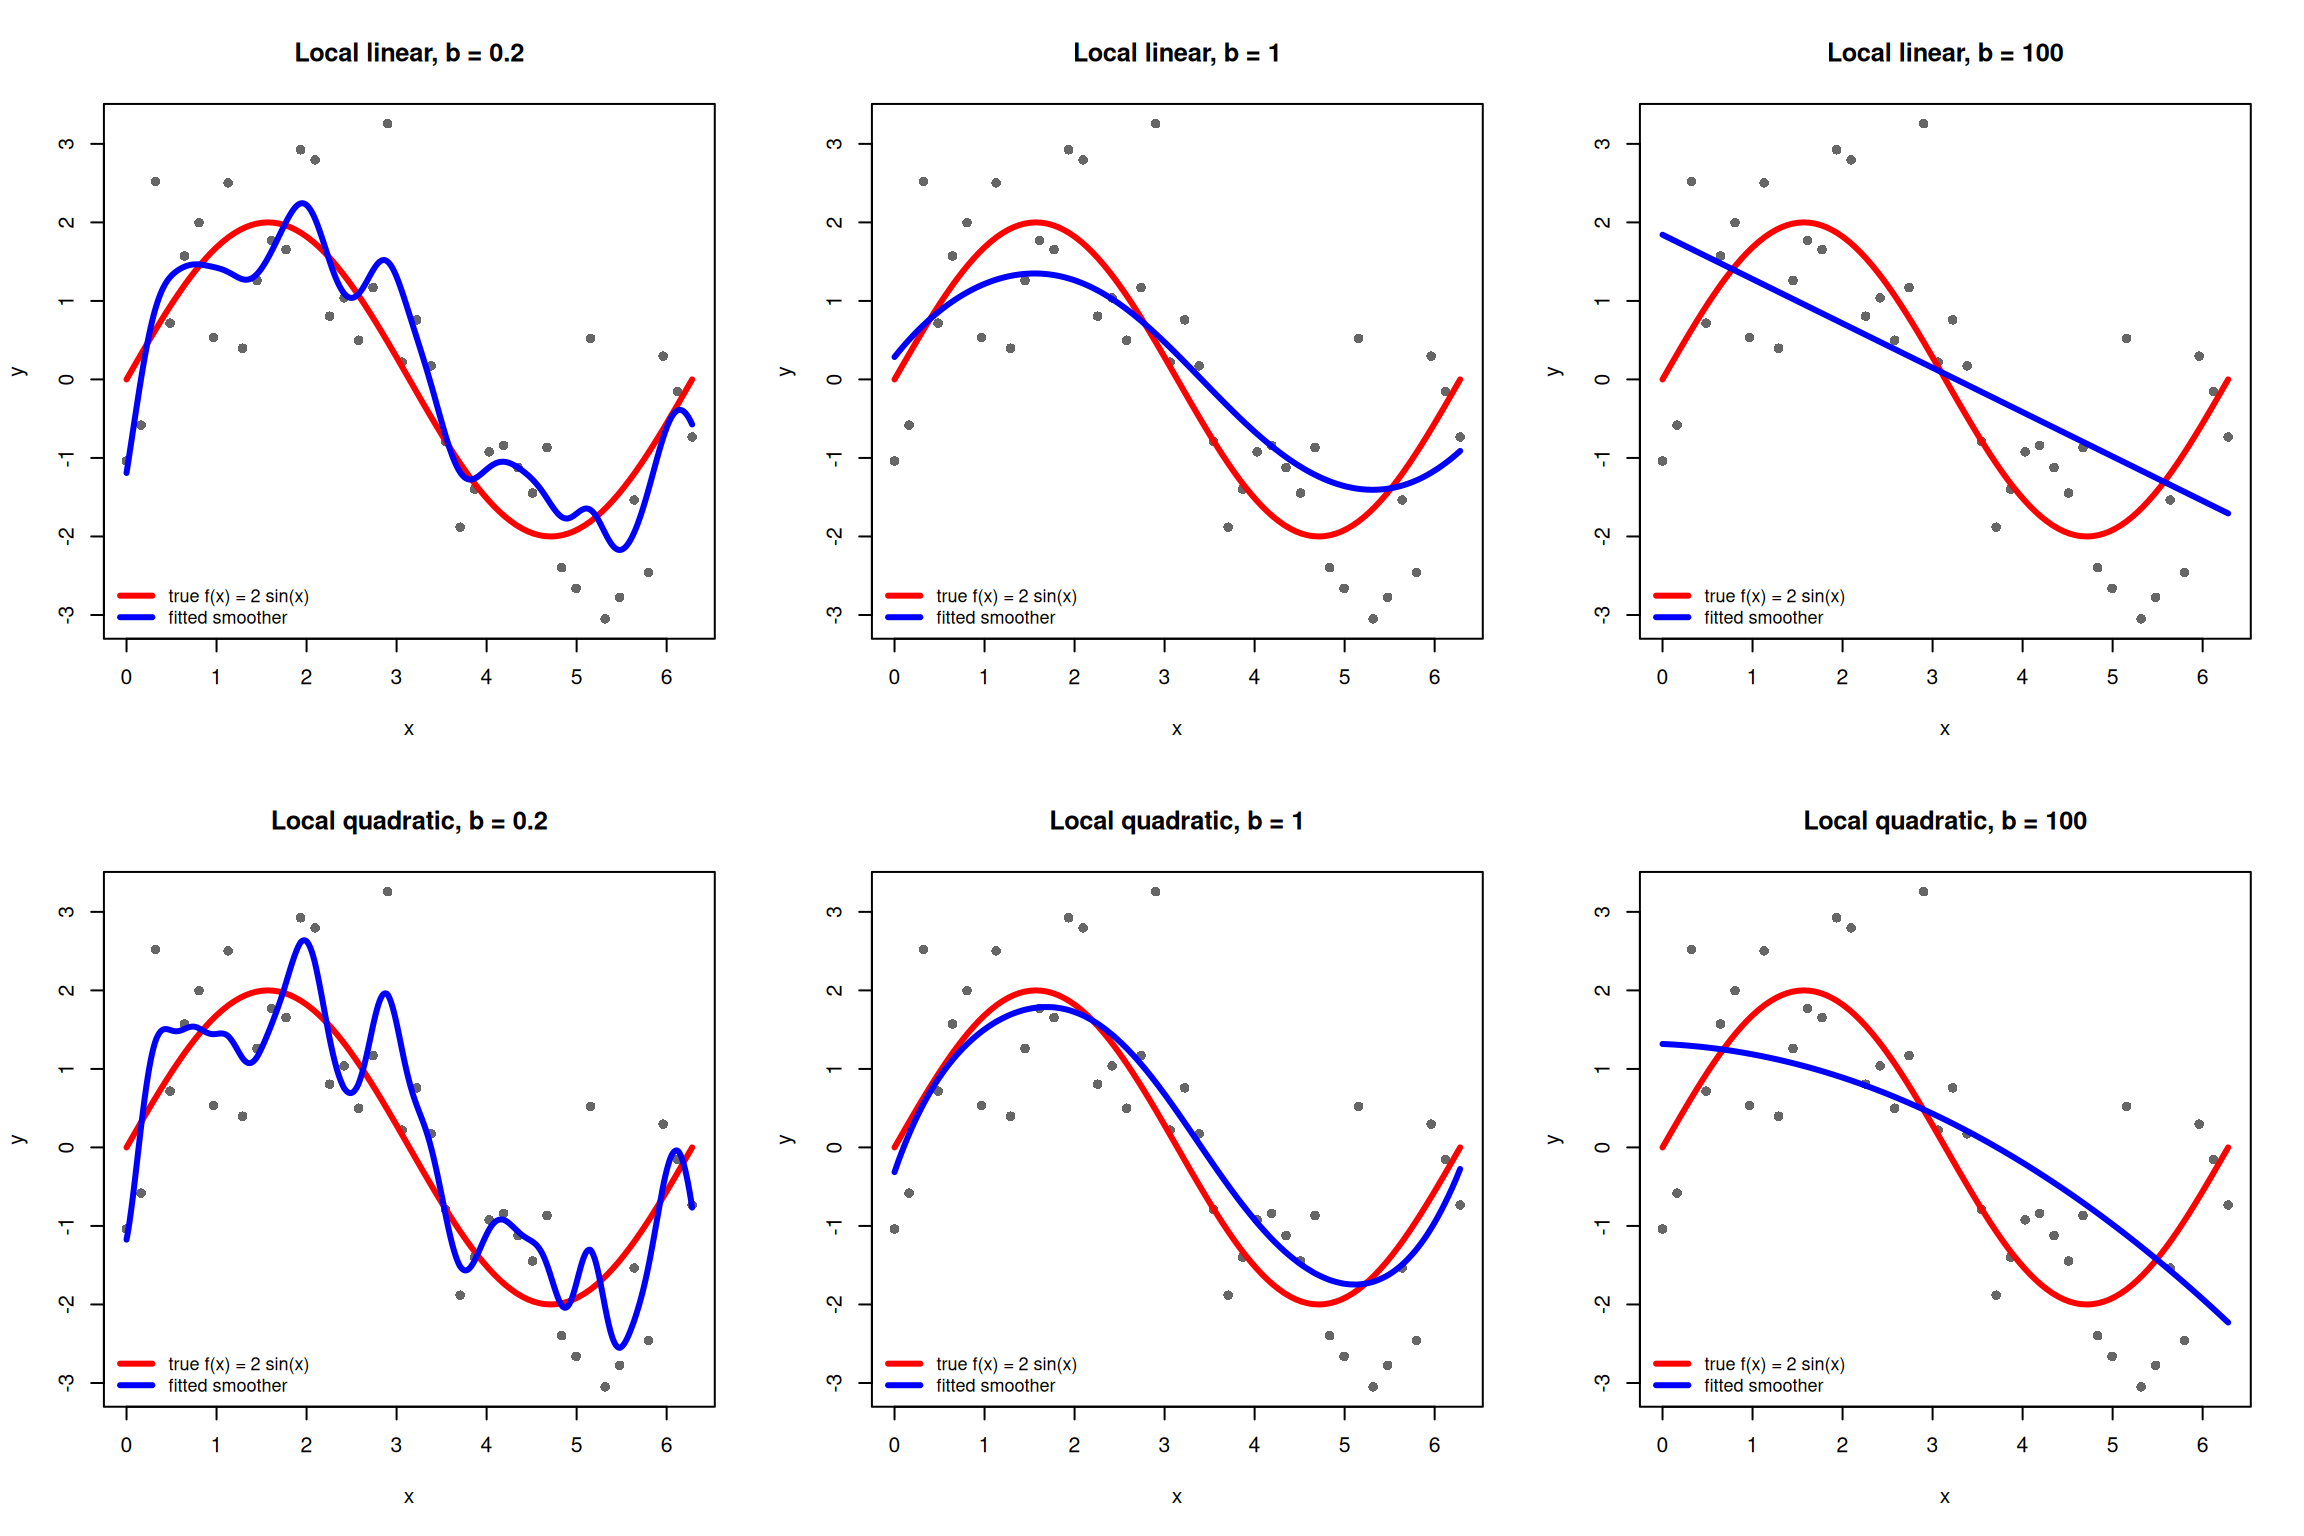 Local linear, b = 0.2
3
2
1
0
-1
-2
-3
y
true f(x) = 2 sin(x)
fitted smoother
0 1 2 3 4 5 6
x
Local linear, b = 1
3
2
1
0
-1
-2
-3
y
true f(x) = 2 sin(x)
fitted smoother
0 1 2 3 4 5 6
x
Local linear, b = 100
3
2
1
0
-1
-2
-3
y
true f(x) = 2 sin(x)
fitted smoother
0 1 2 3 4 5 6
x
Local quadratic, b = 0.2
3
2
1
0
-1
-2
-3
y
true f(x) = 2 sin(x)
fitted smoother
0 1 2 3 4 5 6
x
Local quadratic, b = 1
3
2
1
0
-1
-2
-3
y
true f(x) = 2 sin(x)
fitted smoother
0 1 2 3 4 5 6
x
Local quadratic, b = 100
3
2
1
0
-1
-2
-3
y
true f(x) = 2 sin(x)
fitted smoother
0 1 2 3 4 5 6
x